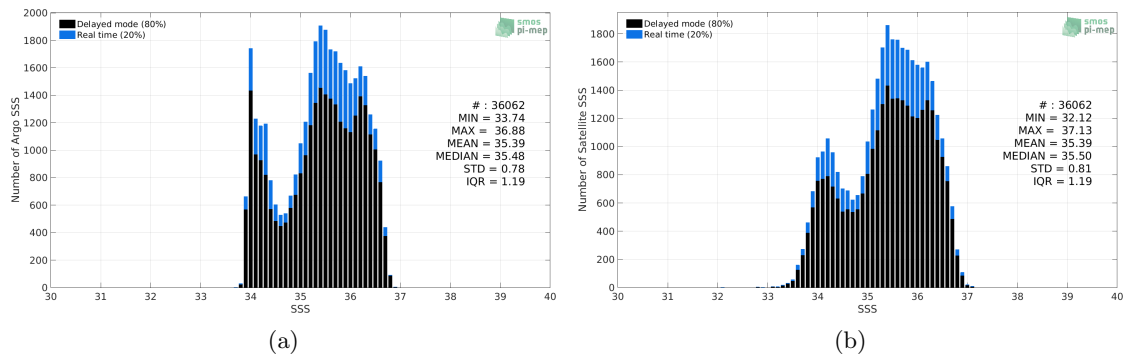 Delayed mode (80%)
Real time (20%)
smos
pi-mep
# : 36062
MIN = 33.74
MAX = 36.88
MEAN = 35.39
MEDIAN = 35.48
STD = 0.78
IQR = 1.19
Number of Argo SSS
2000
1800
1600
1400
1200
1000
800
600
400
200
0
30 31 32 33 34 35 36 37 38 39 40
SSS
(a)
Delayed mode (80%)
Real time (20%)
smos
pi-mep
# : 36062
MIN = 32.12
MAX = 37.13
MEAN = 35.39
MEDIAN = 35.50
STD = 0.81
IQR = 1.19
Number of Satellite SSS
1800
1600
1400
1200
1000
800
600
400
200
0
30 31 32 33 34 35 36 37 38 39 40
SSS
(b)